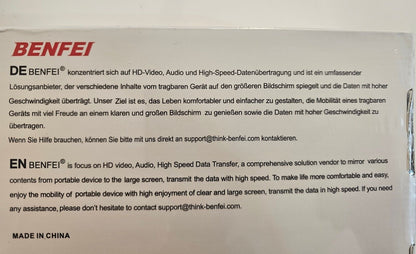 BENFEI
DE BENFEI® konzentriert sich auf HD-Video, Audio und High-Speed-Datenübertragung und ist ein umfassender
Lösungsanbieter, der verschiedene Inhalte vom tragbaren Gerät auf den größeren Bildschirm spiegelt und die Daten mit hoher
Geschwindigkeit überträgt. Unser Ziel ist es, das Leben komfortabler und einfacher zu gestalten, die Mobilität eines tragbaren
Geräts mit viel Freude an einem klaren und großen Bildschirm zu genießen sowie die Daten mit hoher Geschwindigkeit zu
übertragen.
Wenn Sie Hilfe brauchen, können Sie bitte mit uns direkt an support@think-benfei.com kontaktieren.
EN BENFEI® is focus on HD video, Audio, High Speed Data Transfer, a comprehensive solution vendor to mirror various
contents from portable device to the large screen, transmit the data with high speed. To make life more comfortable and easy,
enjoy the mobility of portable device with high enjoyment of clear and large screen, transmit the data in high speed. If you need
any assistance, please don't hesitate to contact support@think-benfei.com.
MADE IN CHINA